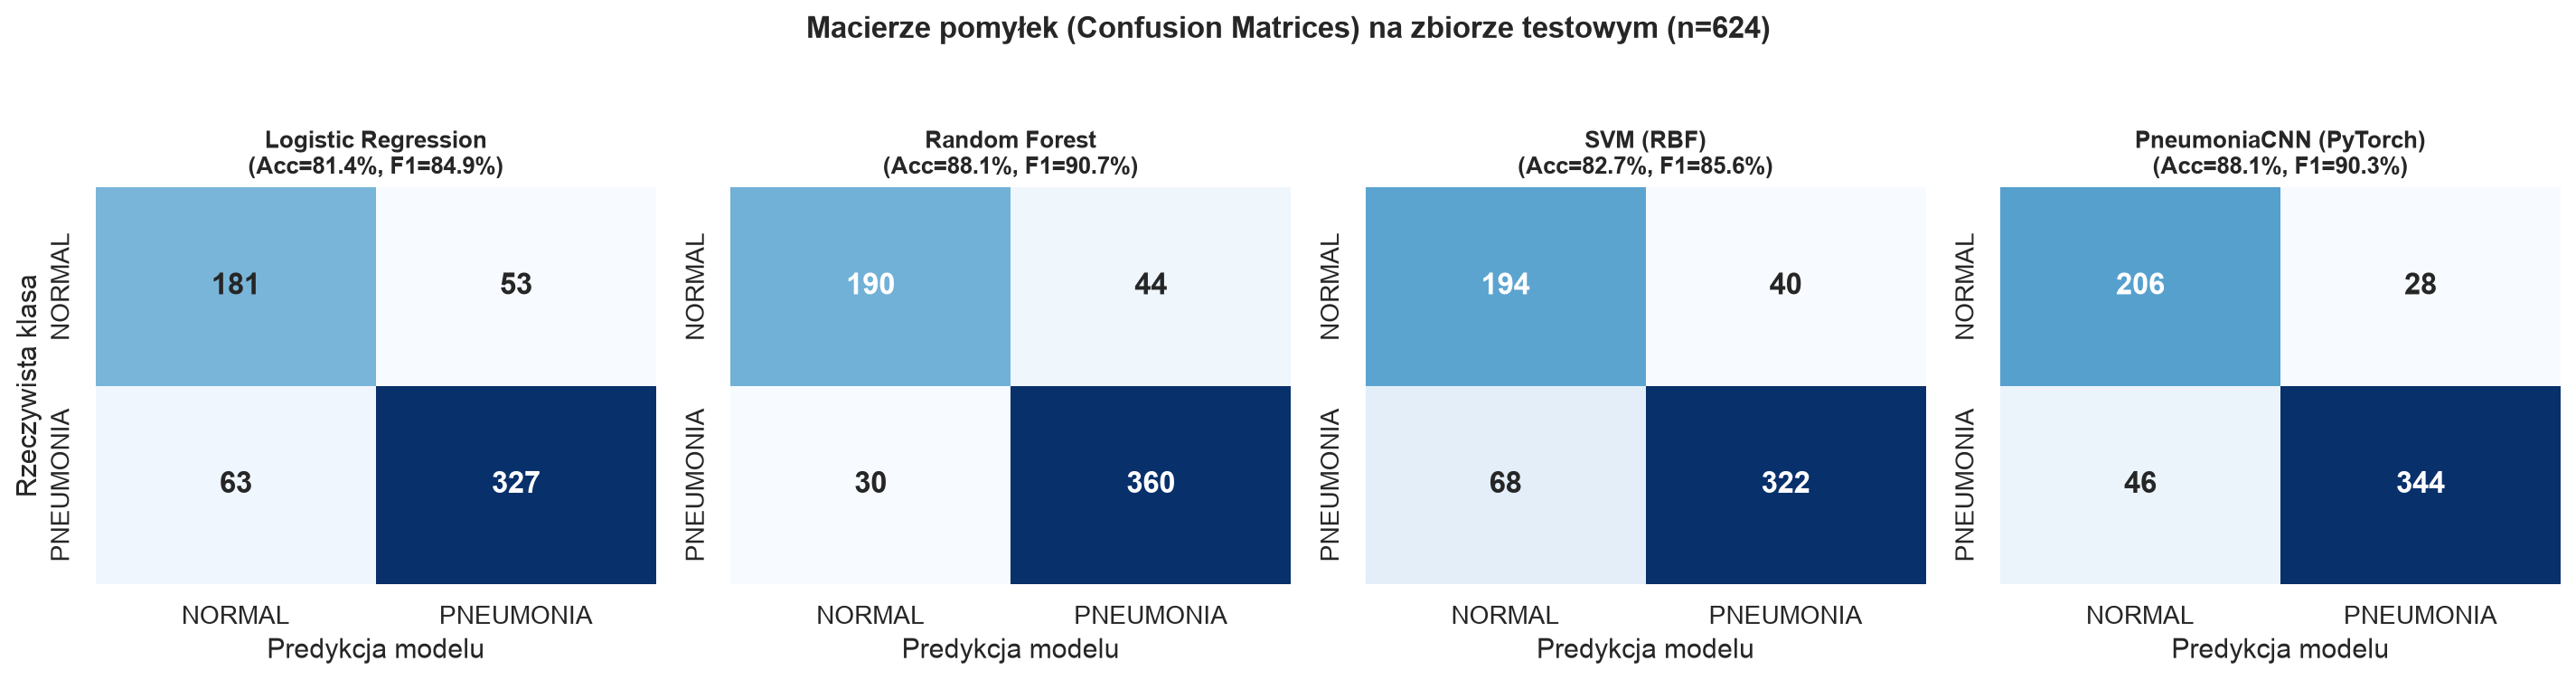 Macierze pomyłek (Confusion Matrices) na zbiorze testowym (n=624)
Logistic Regression
(Acc=81.4%, F1=84.9%)
Rzeczywista klasa
NORMAL
PNEUMONIA
181
53
63
327
NORMAL
PNEUMONIA
Predykcja modelu
Random Forest
(Acc=88.1%, F1=90.7%)
NORMAL
PNEUMONIA
190
44
30
360
NORMAL
PNEUMONIA
Predykcja modelu
SVM (RBF)
(Acc=82.7%, F1=85.6%)
NORMAL
PNEUMONIA
194
40
68
322
NORMAL
PNEUMONIA
Predykcja modelu
PneumoniaCNN (PyTorch)
(Acc=88.1%, F1=90.3%)
NORMAL
PNEUMONIA
206
28
46
344
NORMAL
PNEUMONIA
Predykcja modelu